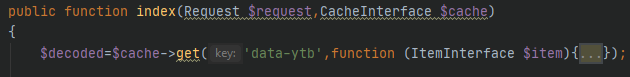 public function index(Request $request,CacheInterface $cache)
{
$decoded=$cache->get( key: 'data-ytb',function (ItemInterface $item){...});